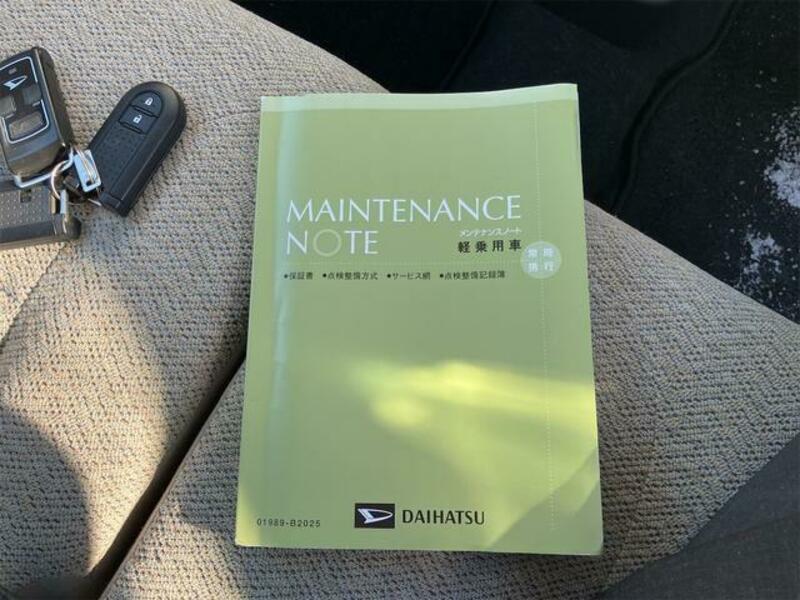 MAINTENANCE
NOTE
メンテナンスノート
軽乗用車
常時
携行
●保証書 ●点検整備方式 ●サービス網 ●点検整備記録簿
01989-B2025
DAIHATSU